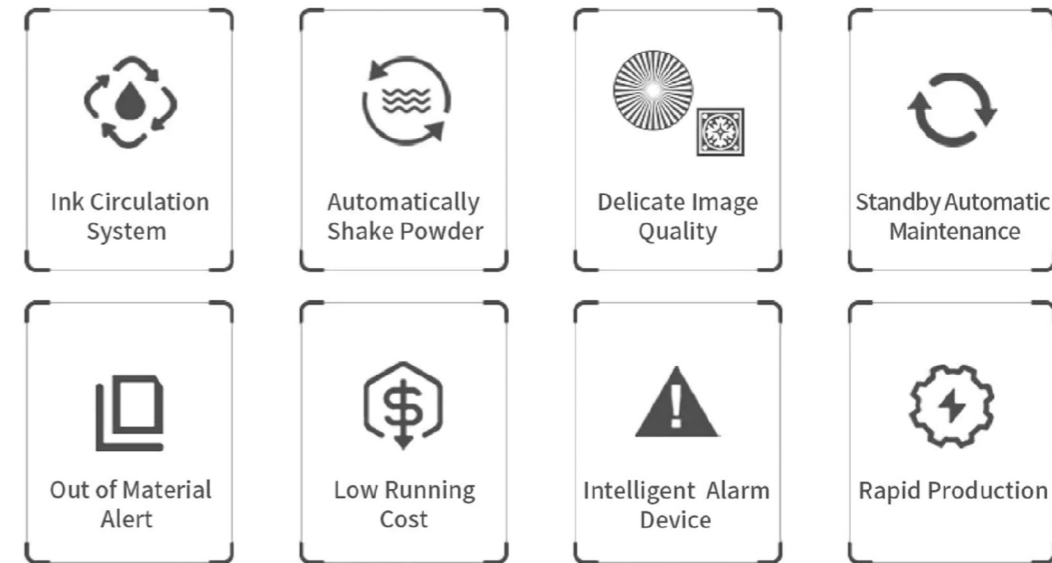 Ink Circulation
System
Automatically
Shake Powder
Delicate Image
Quality
Standby Automatic
Maintenance
Out of Material
Alert
Low Running
Cost
Intelligent Alarm
Device
Rapid Production